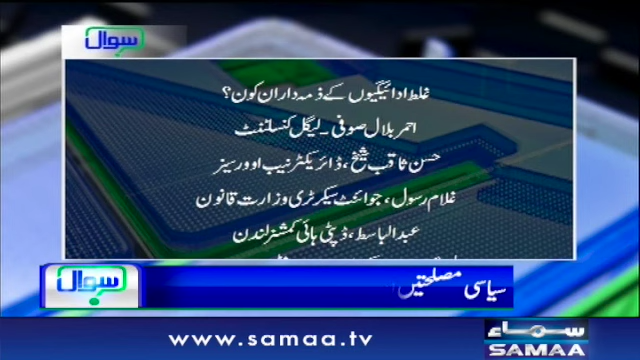 سوال
غلط ادائیگیوں کے ذمہ داران کون؟
احمر بلال صوفی ۔ لیگل کنسلٹنٹ
حسن ثاقب شیخ، ڈائریکٹر نیب اوورسیز
غلام رسول، جوائنٹ سیکرٹری وزارت قانون
عبدالباسط، ڈپٹی ہائی کمشنر لندن
سیاسی مصلحتیں
سوال
www.samaa.tv
سماء
SAMAA